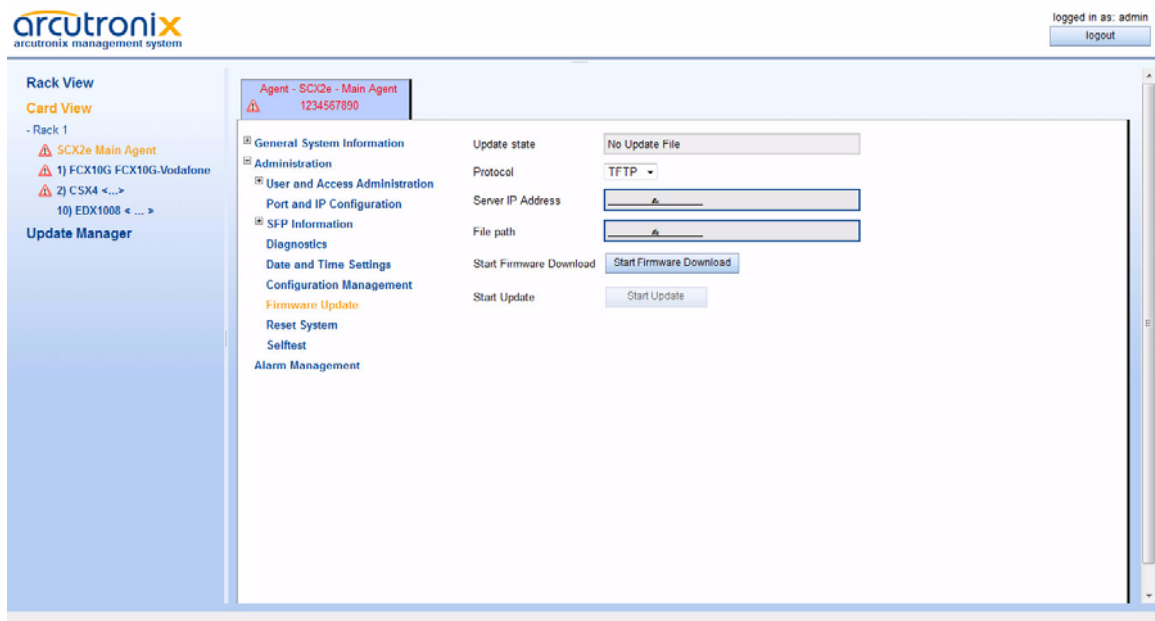 arcutronix
arcutronix management system
logged in as: admin
logout
Rack View
Card View
- Rack 1
SCX2e Main Agent
1) FCX10G FCX10G-Vodafone
2) CSX4 <...>
10) EDX1008 < ... >
Update Manager
Agent - SCX2e - Main Agent
1234567890
General System Information
Administration
User and Access Administration
Port and IP Configuration
SFP Information
Diagnostics
Date and Time Settings
Configuration Management
Firmware Update
Reset System
Selftest
Alarm Management
Update state No Update File
Protocol TFTP
Server IP Address
File path
Start Firmware Download Start Firmware Download
Start Update Start Update